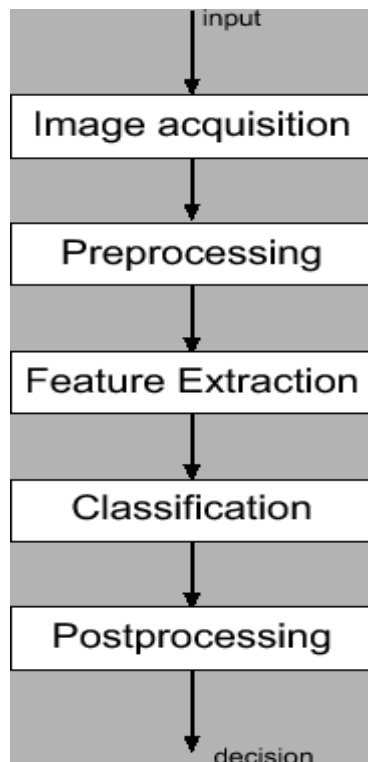 input
Image acquisition
Preprocessing
Feature Extraction
Classification
Postprocessing
decision